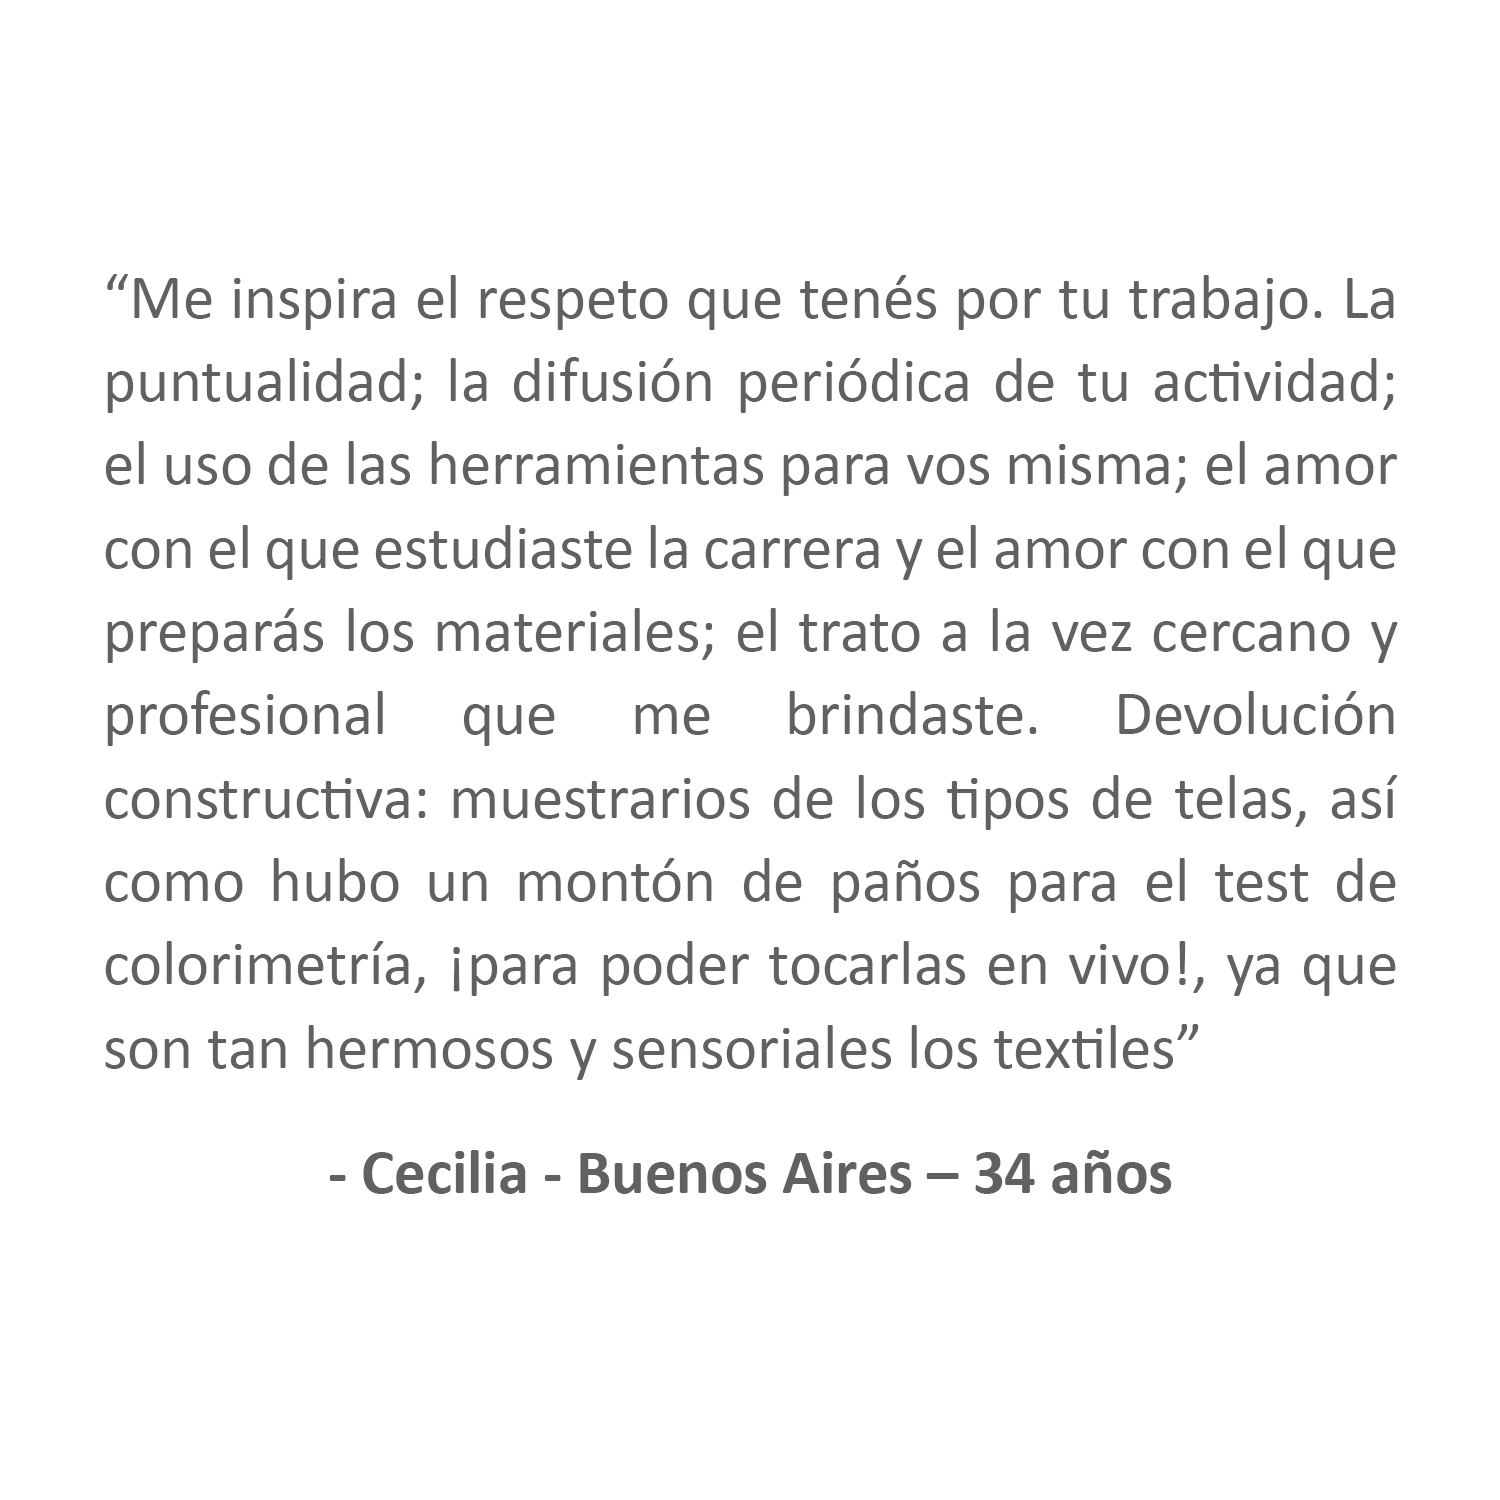 “Me inspira el respeto que tenés por tu trabajo. La
puntualidad; la difusión periódica de tu actividad;
el uso de las herramientas para vos misma; el amor
con el que estudiaste la carrera y el amor con el que
preparás los materiales; el trato a la vez cercano y
profesional que me brindaste. Devolución
constructiva: muestrarios de los tipos de telas, así
como hubo un montón de paños para el test de
colorimetría, ¡para poder tocarlas en vivo!, ya que
son tan hermosos y sensoriales los textiles”
- Cecilia - Buenos Aires – 34 años